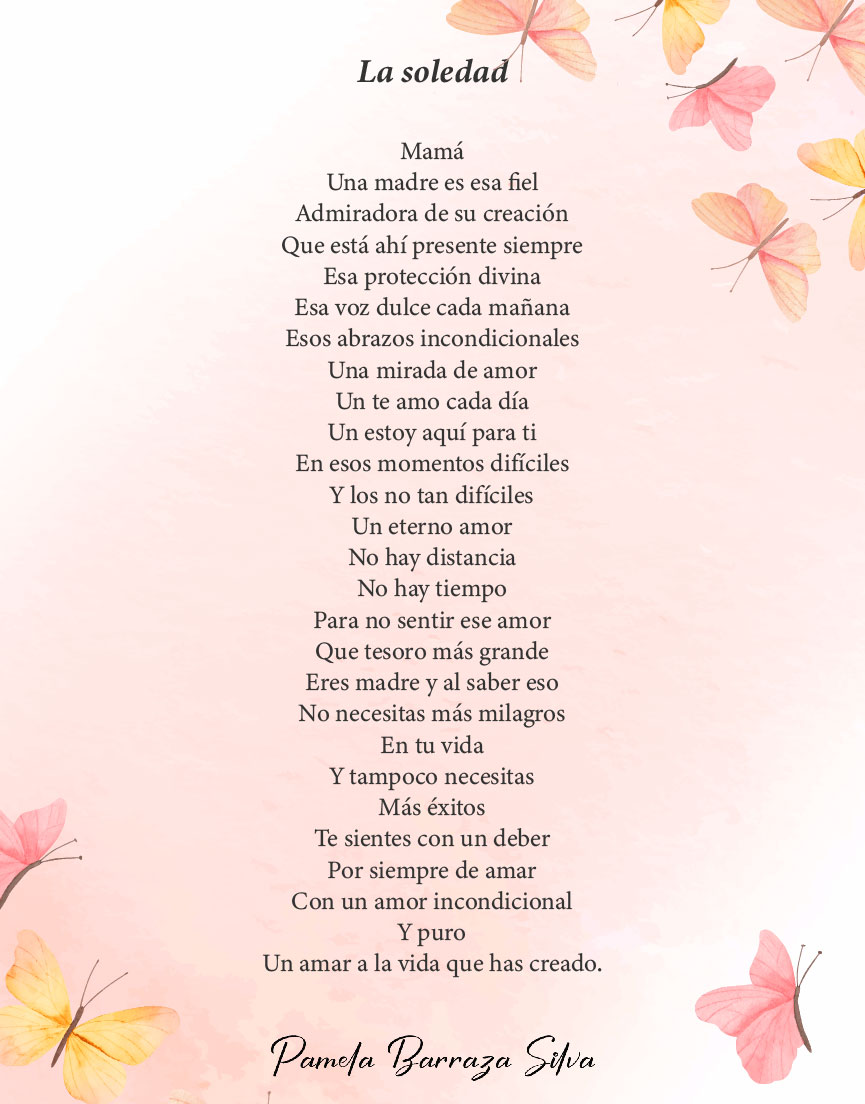 La soledad
Mamá
Una madre es esa fiel
Admiradora de su creación
Que está ahí presente siempre
Esa protección divina
Esa voz dulce cada mañana
Esos abrazos incondicionales
Una mirada de amor
Un te amo cada día
Un estoy aquí para ti
En esos momentos difíciles
Y los no tan difíciles
Un eterno amor
No hay distancia
No hay tiempo
Para no sentir ese amor
Que tesoro más grande
Eres madre y al saber eso
No necesitas más milagros
En tu vida
Y tampoco necesitas
Más éxitos
Te sientes con un deber
Por siempre de amar
Con un amor incondicional
Y puro
Un amar a la vida que has creado.
Pamela Barraza Silva